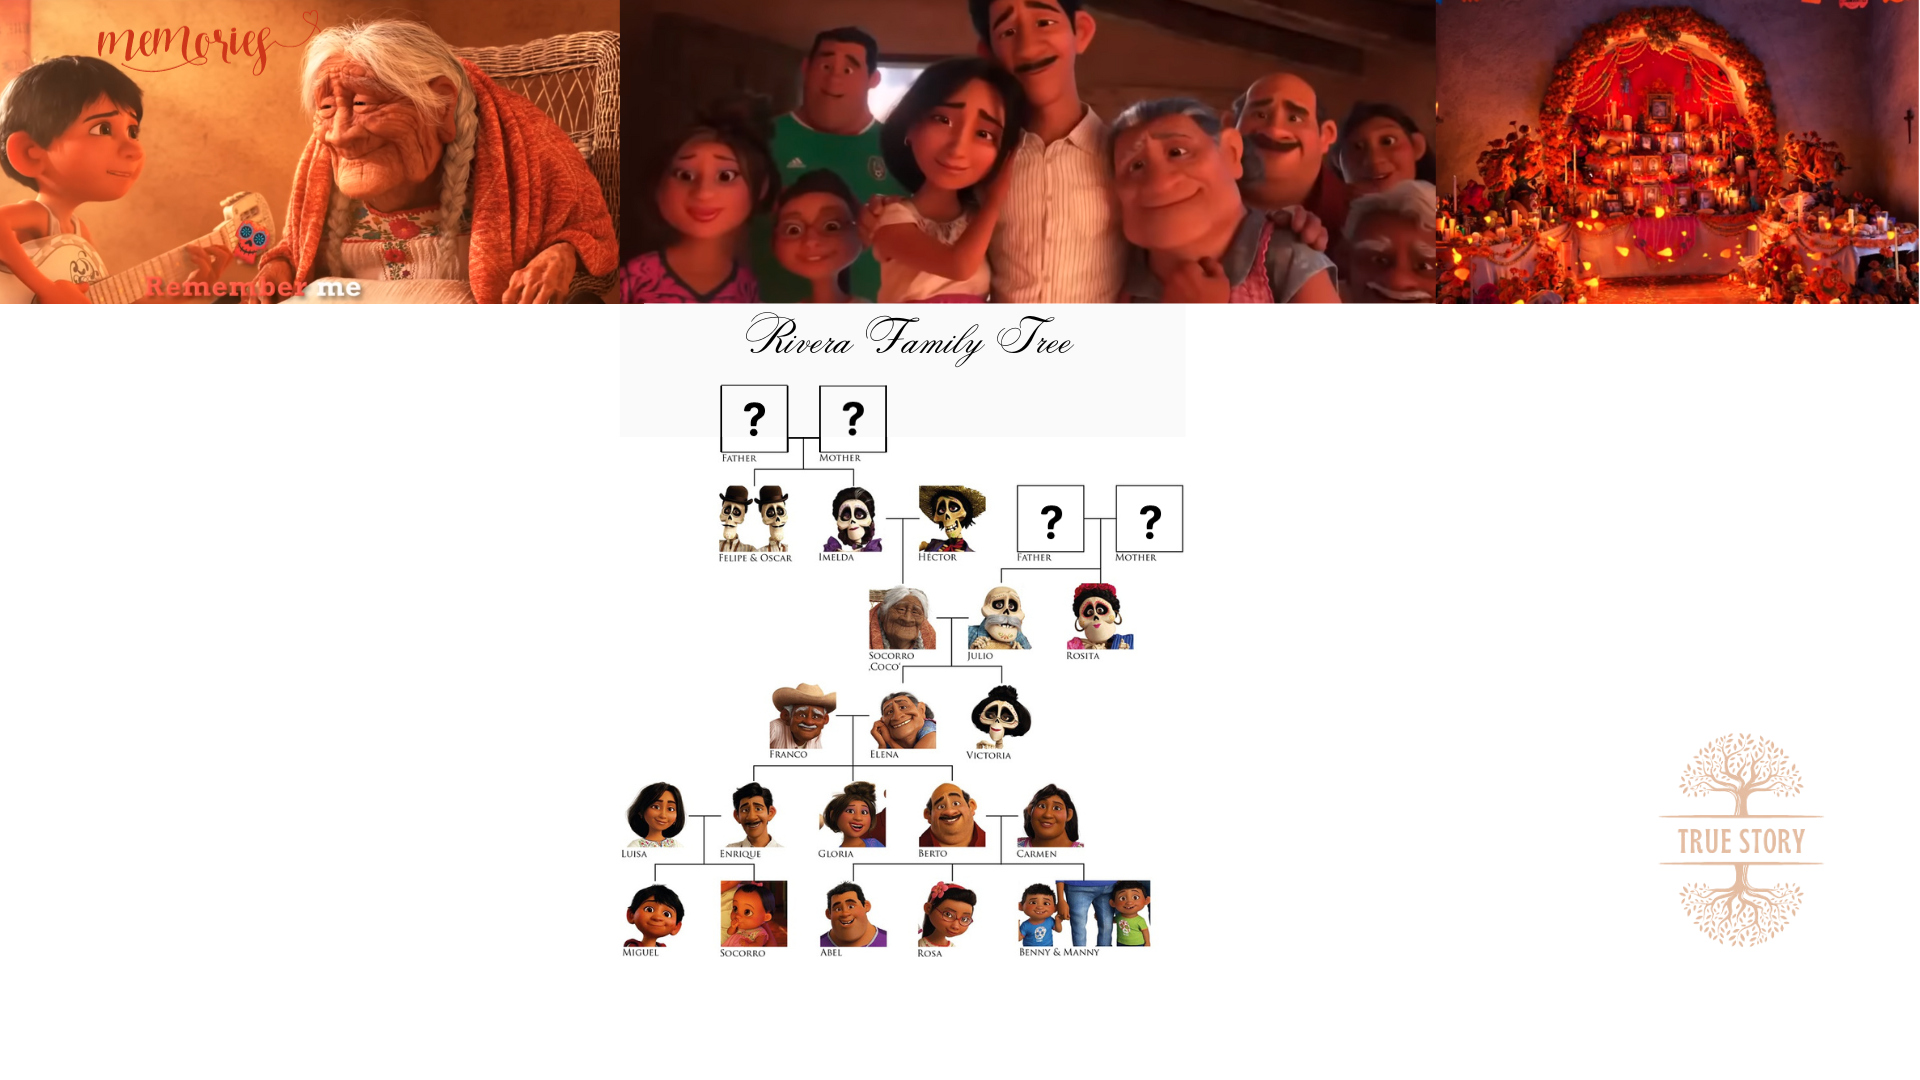 memories
Remember me
Rivera Family Tree
?
?
FATHER
MOTHER
?
?
FELIPE & OSCAR
IMELDA
HÉCTOR
FATHER
MOTHER
SOCORRO
‚COCO‘
JULIO
ROSITA
FRANCO
ELENA
VICTORIA
LUISA
ENRIQUE
GLORIA
BERTO
CARMEN
MIGUEL
SOCORRO
ABEL
ROSA
BENNY & MANNY
TRUE STORY